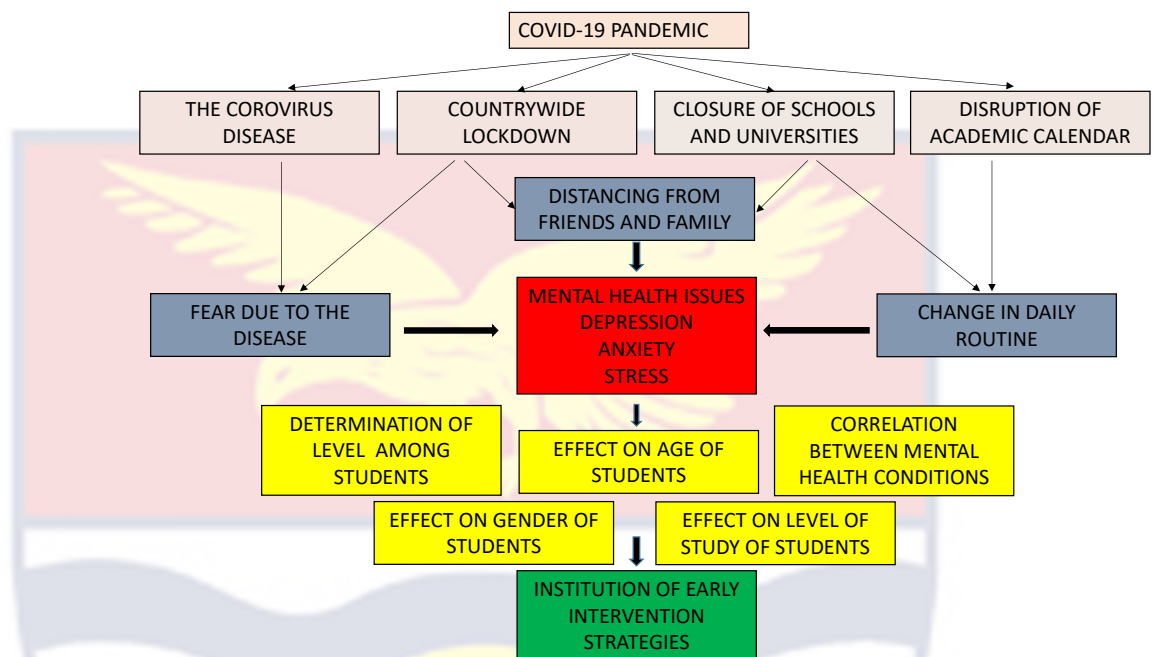 COVID-19 PANDEMIC
THE COROVIRUS
DISEASE
COUNTRYWIDE
LOCKDOWN
CLOSURE OF SCHOOLS
AND UNIVERSITIES
DISRUPTION OF
ACADEMIC CALENDAR
DISTANCING FROM
FRIENDS AND FAMILY
FEAR DUE TO THE
DISEASE
MENTAL HEALTH ISSUES
DEPRESSION
ANXIETY
STRESS
CHANGE IN DAILY
ROUTINE
DETERMINATION OF
LEVEL AMONG
STUDENTS
EFFECT ON AGE OF
STUDENTS
CORRELATION
BETWEEN MENTAL
HEALTH CONDITIONS
EFFECT ON GENDER OF
STUDENTS
EFFECT ON LEVEL OF
STUDY OF STUDENTS
INSTITUTION OF EARLY
INTERVENTION
STRATEGIES